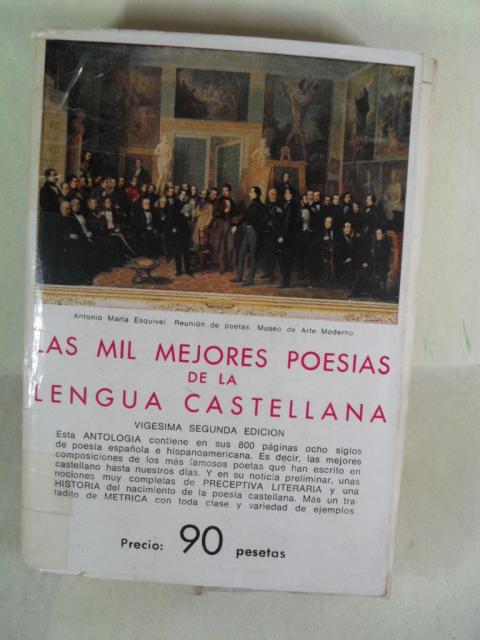 Antonio María Esquivel. Reunión de poetas. Museo de Arte Moderno
LAS MIL MEJORES POESIAS
DE LA
LENGUA CASTELLANA
VIGESIMA SEGUNDA EDICION
Esta ANTOLOGIA contiene en sus 800 páginas ocho siglos
de poesía española e hispanoamericana. Es decir, las mejores
composiciones de los más famosos poetas que han escrito en
castellano hasta nuestros días. Y en su noticia preliminar, unas
nociones muy completas de PRECEPTIVA LITERARIA y una
HISTORIA del nacimiento de la poesía castellana. Más un tra-
tadito de METRICA con toda clase y variedad de ejemplos
Precio: 90 pesetas